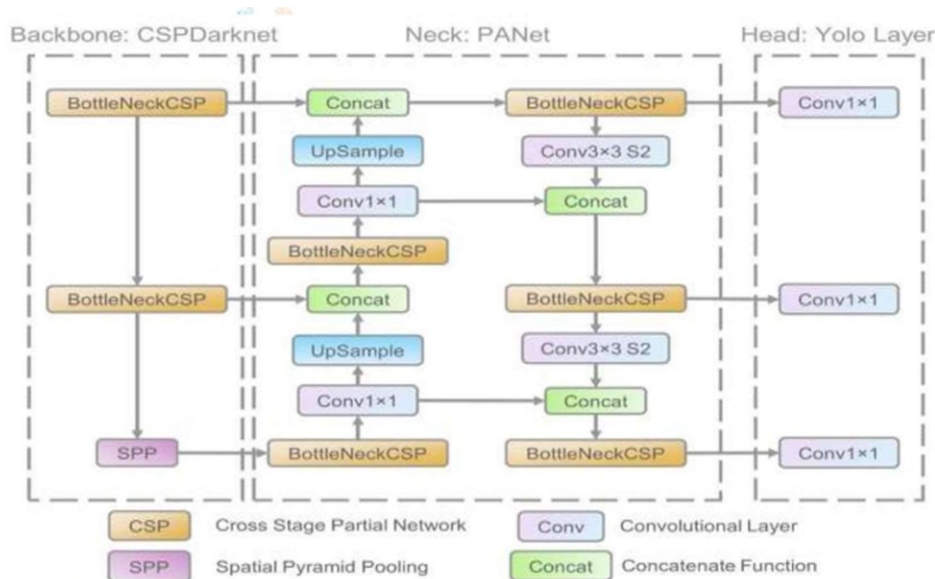 Backbone: CSPDarknet Neck: PANet Head: Yolo Layer
BottleNeckCSP Concat BottleNeckCSP Conv1×1
UpSample Conv3×3 S2
Conv1×1 Concat
BottleNeckCSP
BottleNeckCSP Concat BottleNeckCSP Conv1×1
UpSample Conv3×3 S2
Conv1×1 Concat
SPP BottleNeckCSP BottleNeckCSP Conv1×1
CSP Cross Stage Partial Network Conv Convolutional Layer
SPP Spatial Pyramid Pooling Concat Concatenate Function